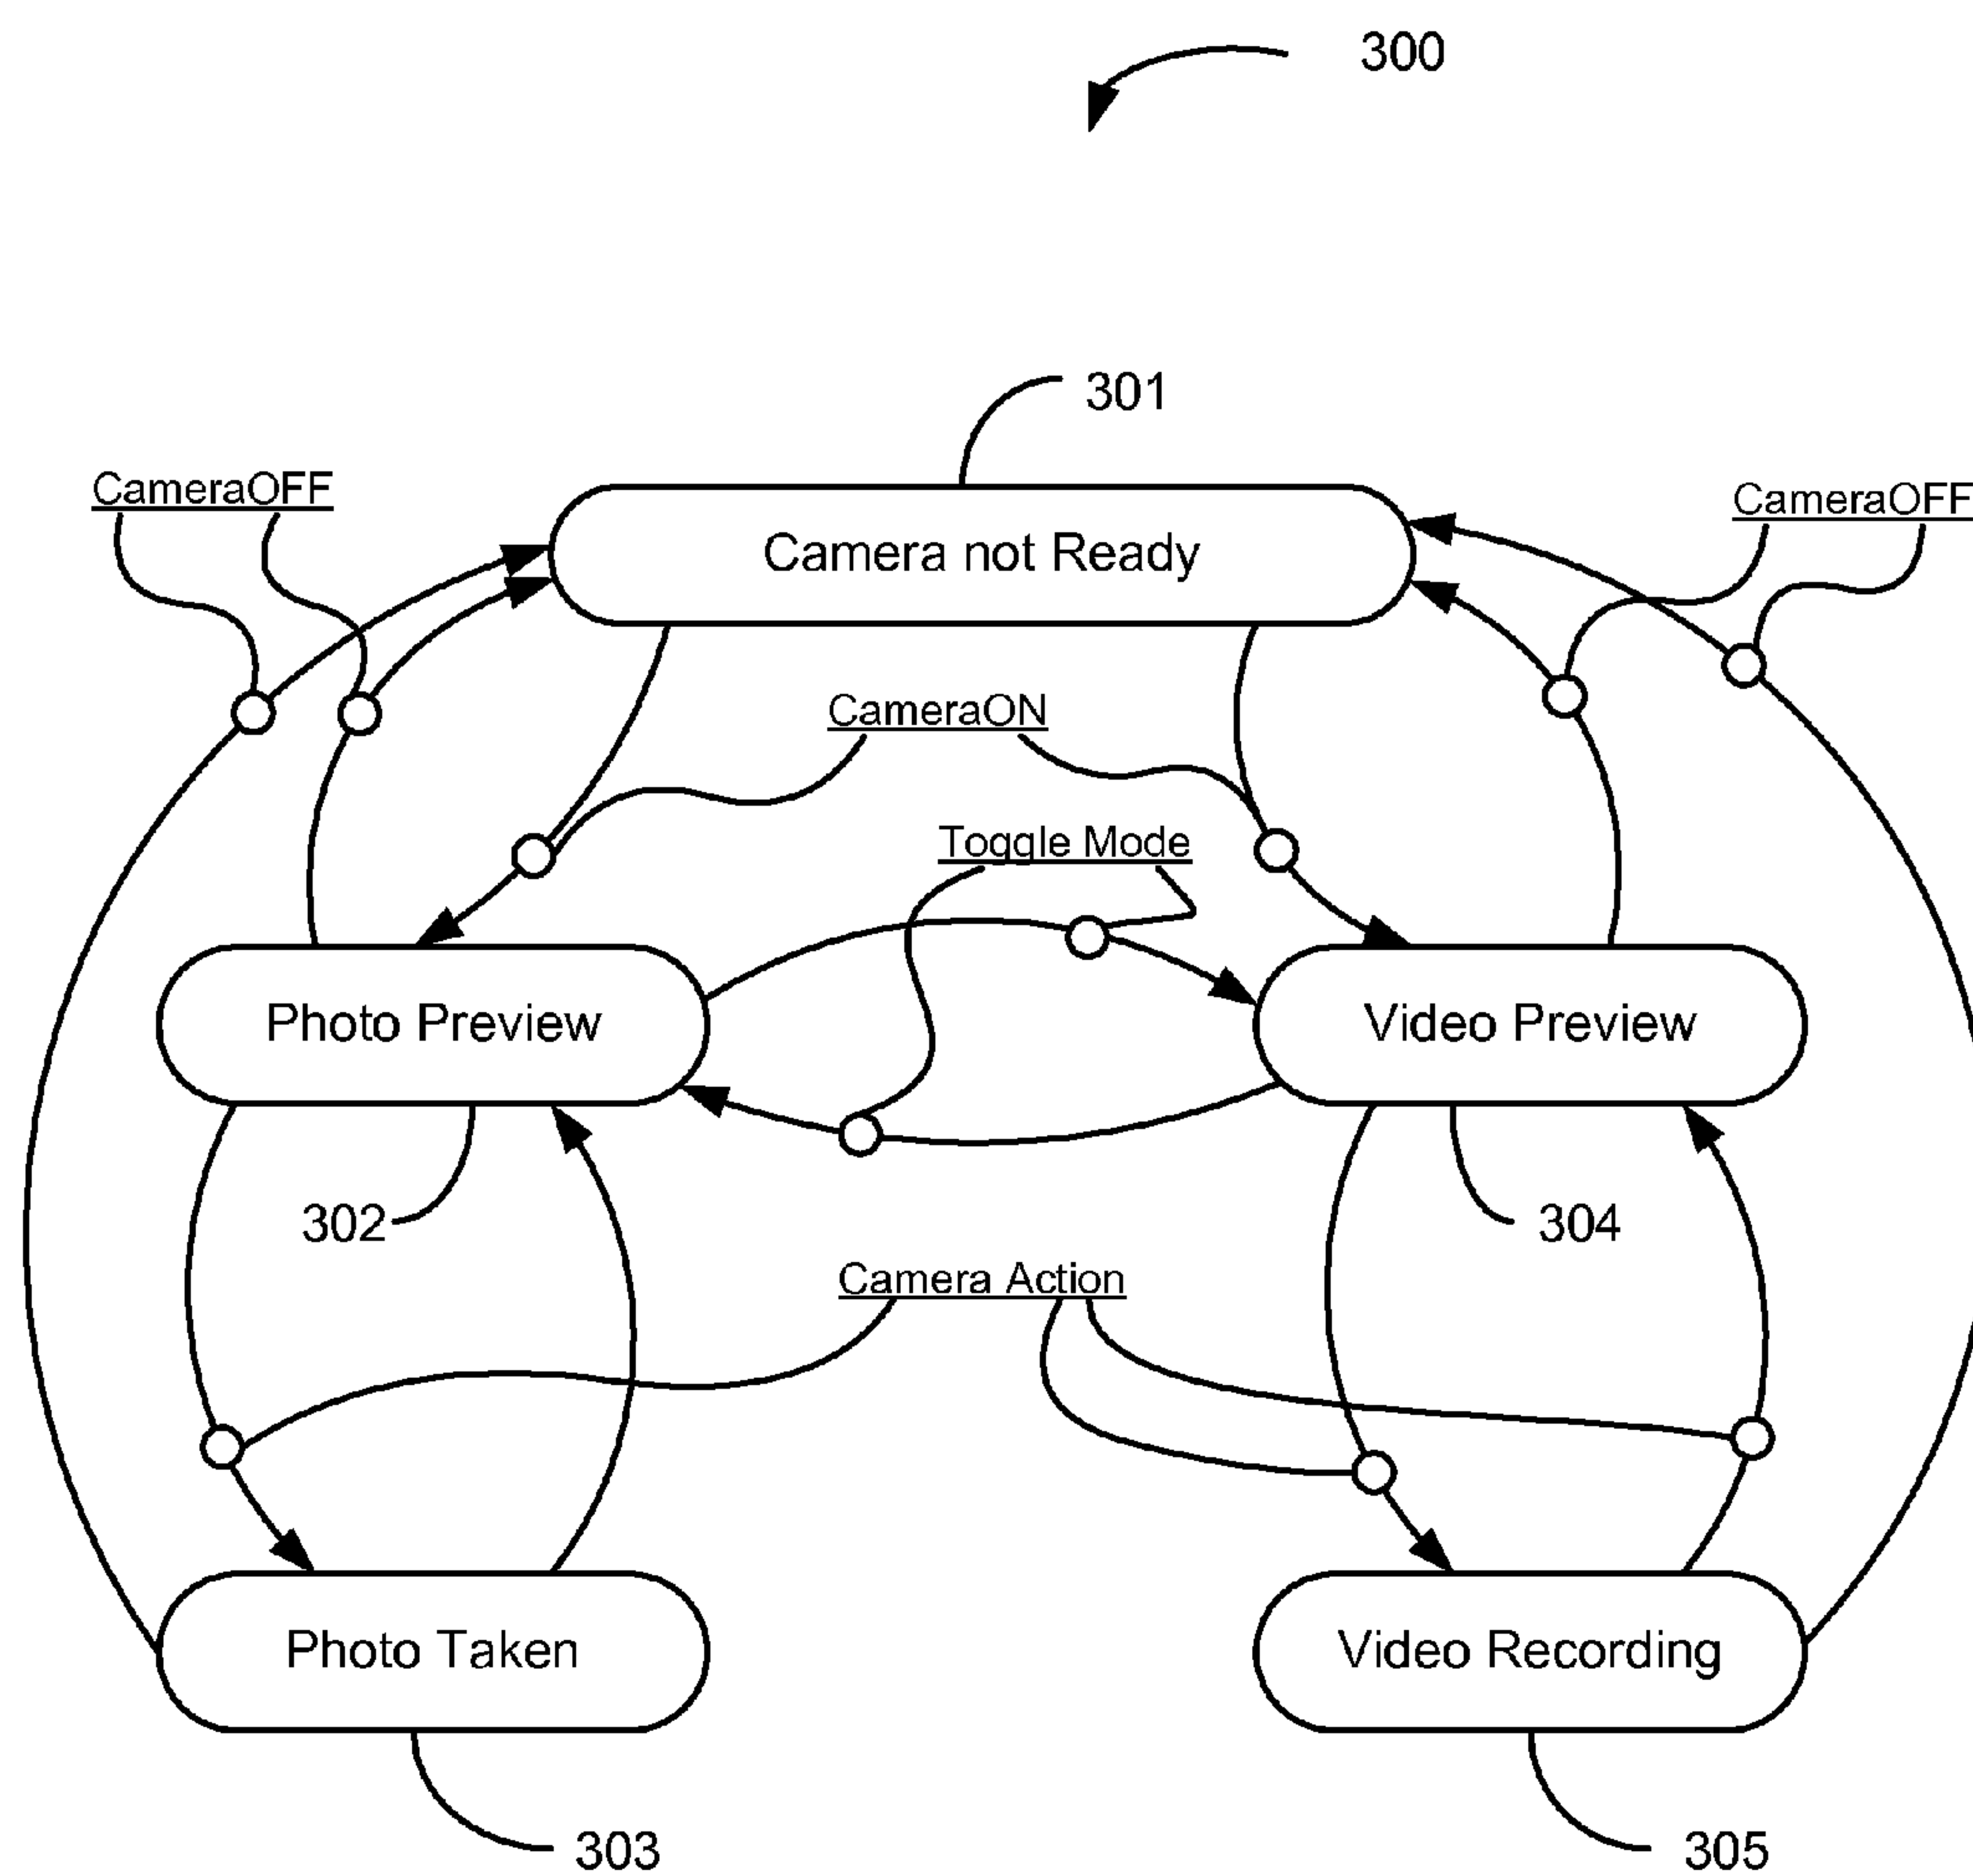 300
301
CameraOFF
CameraOFF
Camera not Ready
CameraON
Toggle Mode
Photo Preview
Video Preview
302
304
Camera Action
Photo Taken
Video Recording
303
305